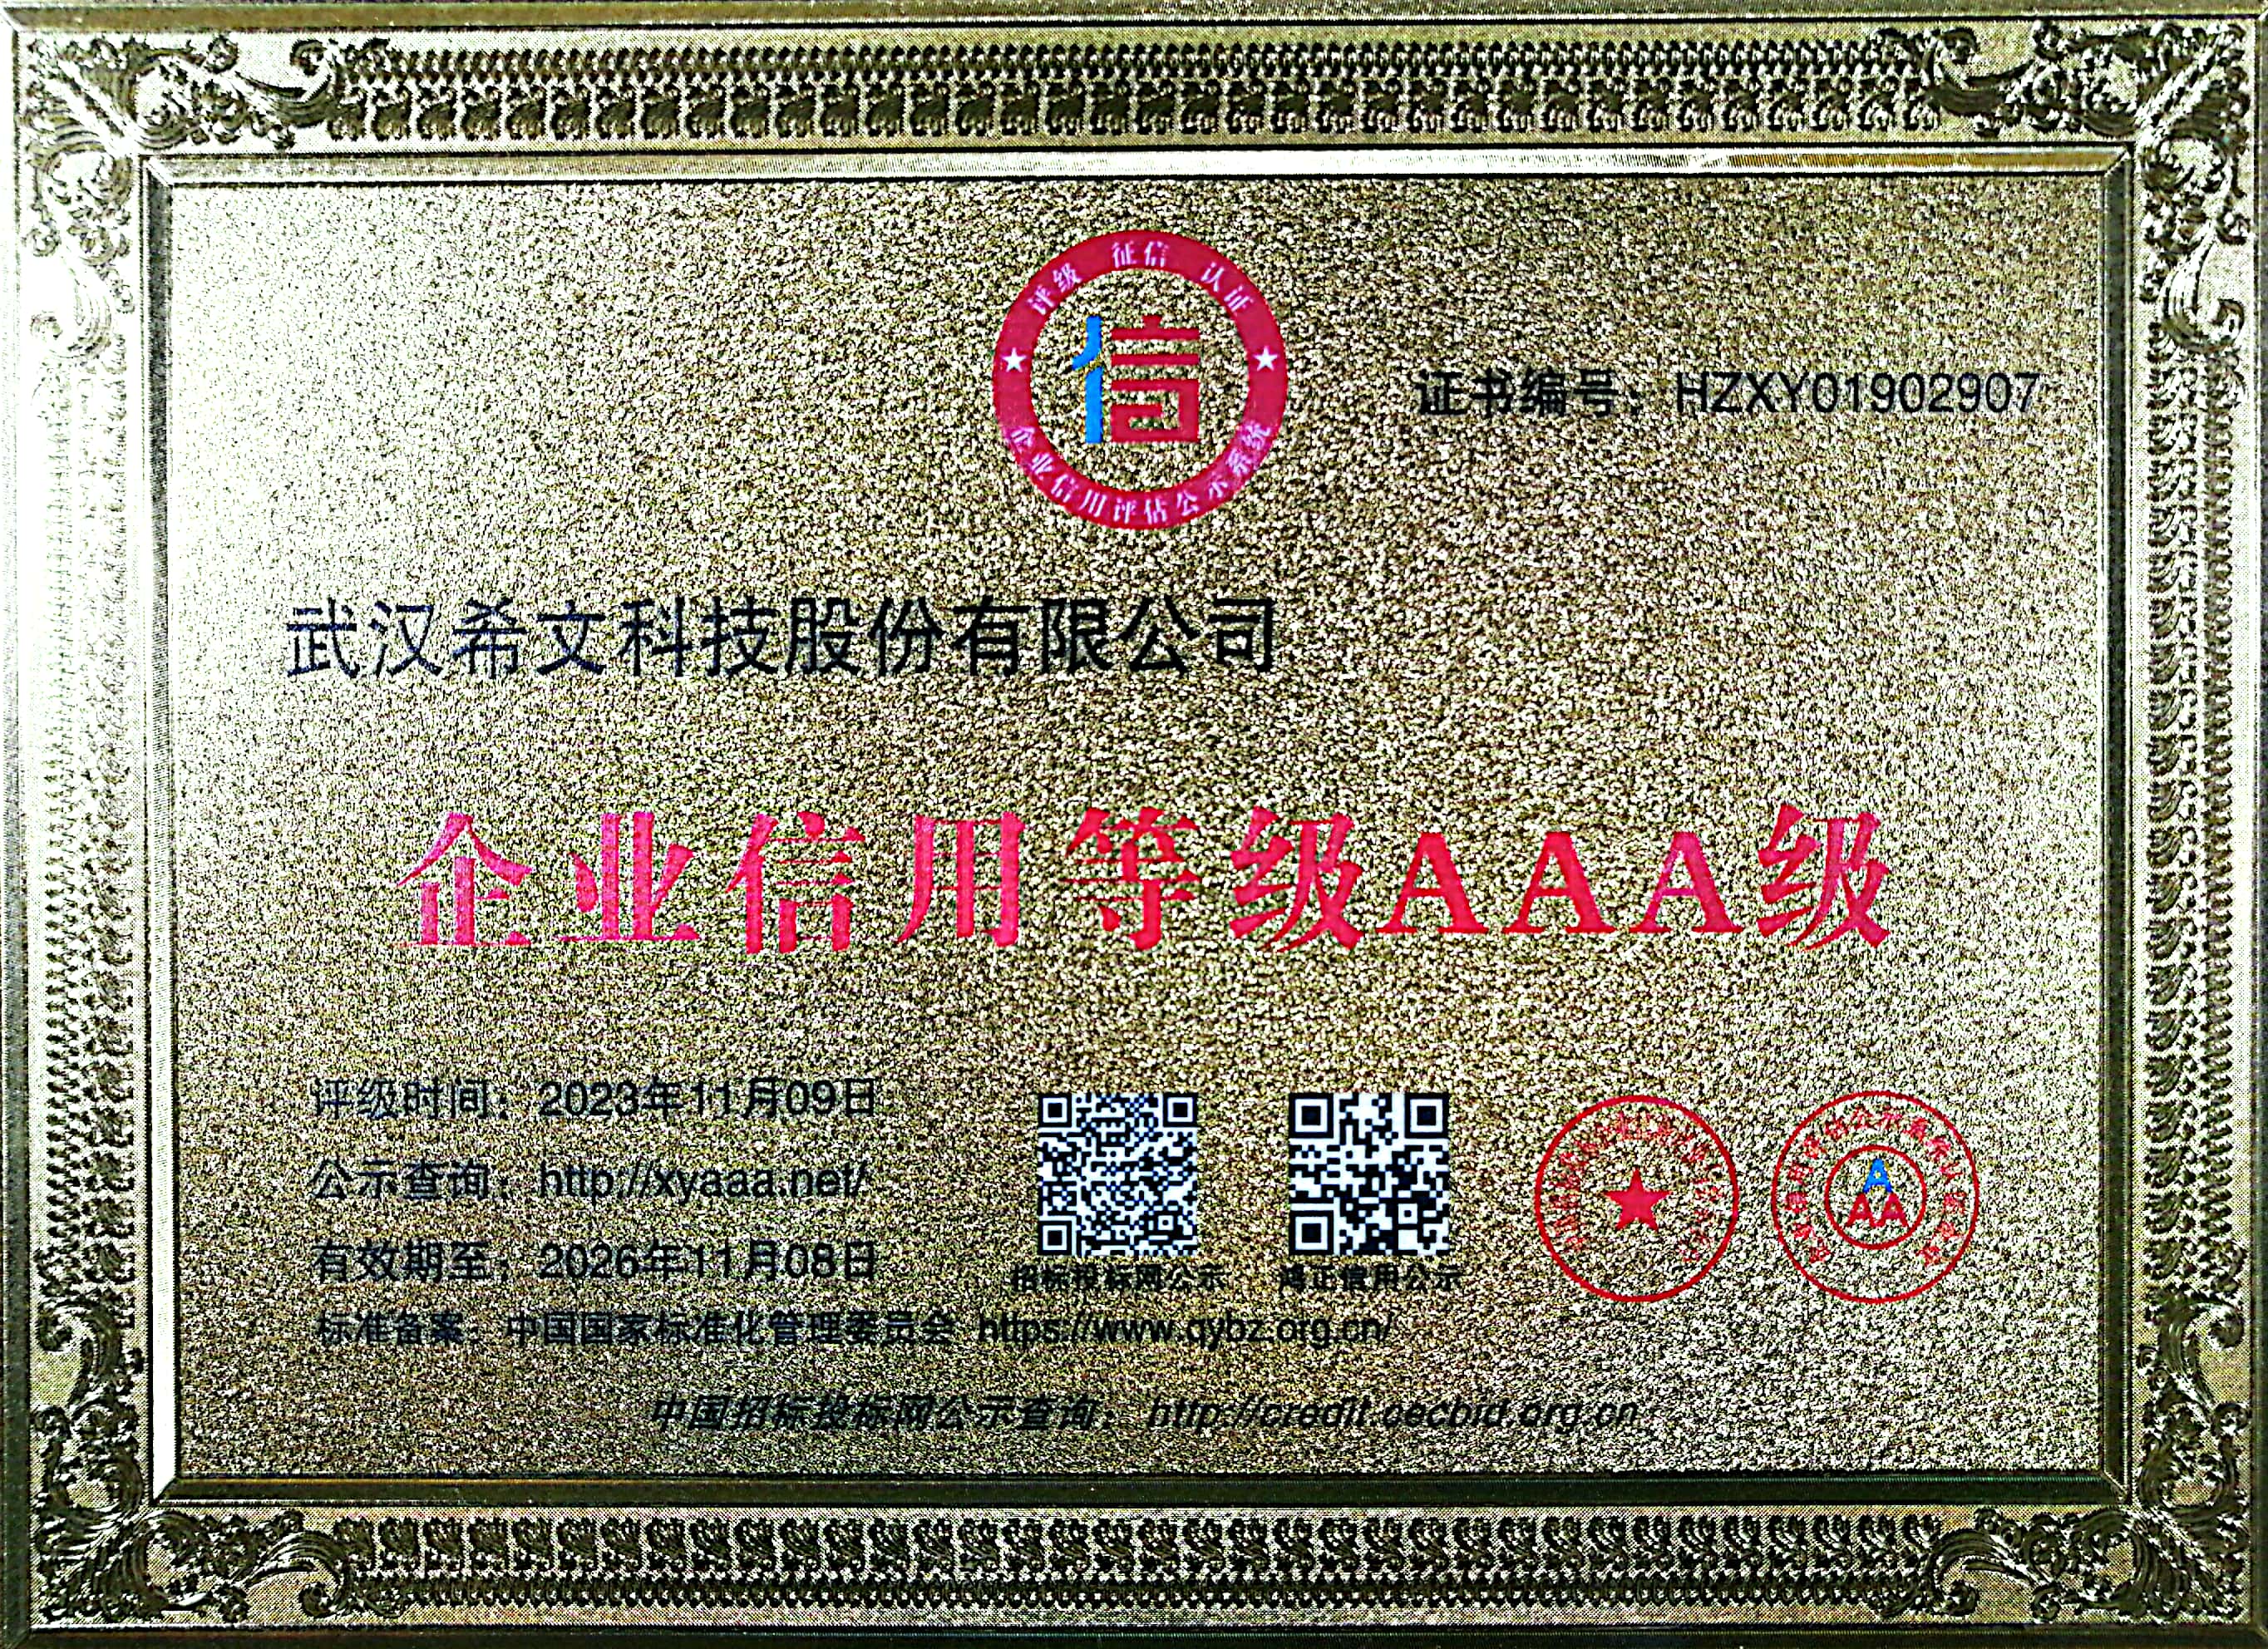 评级 征信 认证
信
企业信用评估公示系统
证书编号：HZXY01902907
武汉希文科技股份有限公司
企业信用等级AAA级
评级时间：2023年11月09日
公示查询：http://xyaaa.net/
有效期至：2026年11月08日
招标投标网公示
鸿正信用公示
A
AA
标准备案：中国国家标准化管理委员会 https://www.qybz.org.cn/
中国招标投标网公示查询：http://credit.cecbid.org.cn